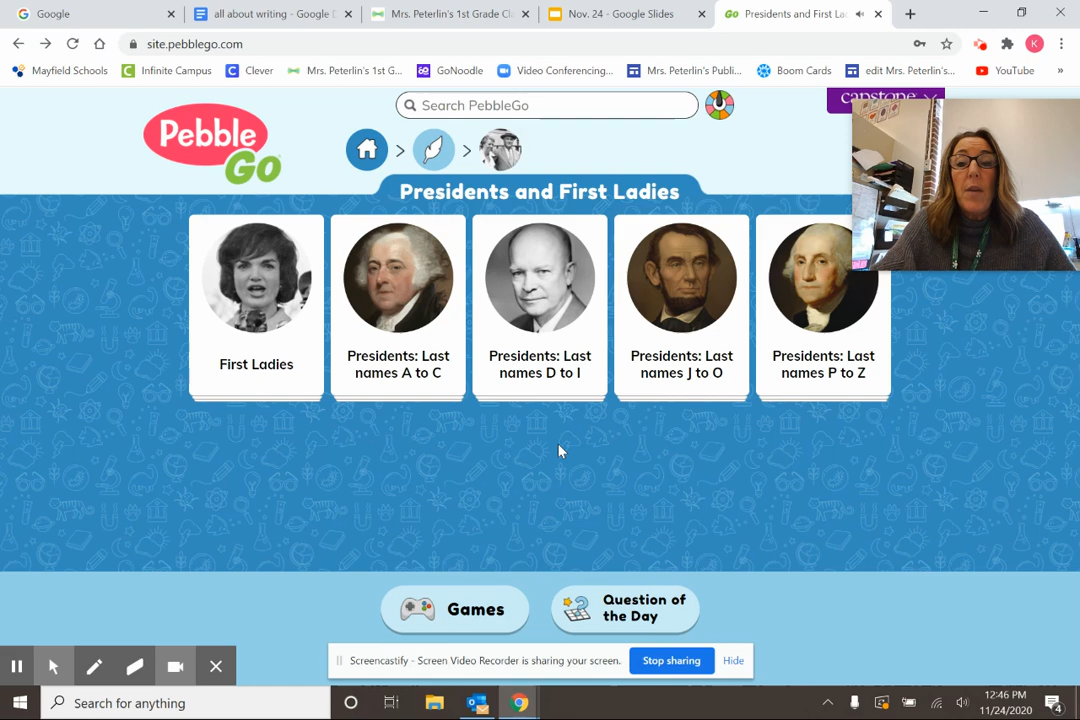 Google
all about writing - Google D
Mrs. Peterlin's 1st Grade Cl
Nov. 24 - Google Slides
GO Presidents and First La
site.pebblego.com
K
Mayfield Schools
Infinite Campus
Clever
Mrs. Peterlin's 1st G...
GoNoodle
Video Conferencing...
Mrs. Peterlin's Publi...
Boom Cards
edit Mrs. Peterlin's...
YouTube
»
Pebble
GO
Search PebbleGo
capstone
Presidents and First Ladies
First Ladies
Presidents: Last
names A to C
Presidents: Last
names D to I
Presidents: Last
names J to O
Presidents: Last
names P to Z
Games
Question of
the Day
Screencastify - Screen Video Recorder is sharing your screen.
Stop sharing
Hide
Search for anything
12:46 PM
11/24/2020
4